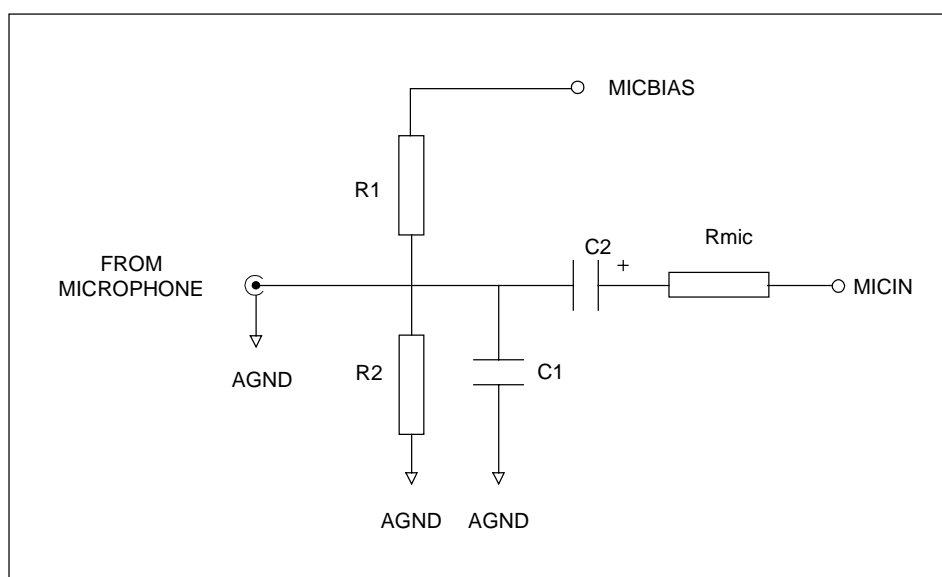 MICBIAS
R1
C2
+
Rmic
FROM
MICROPHONE
MICIN
AGND
R2
C1
AGND
AGND